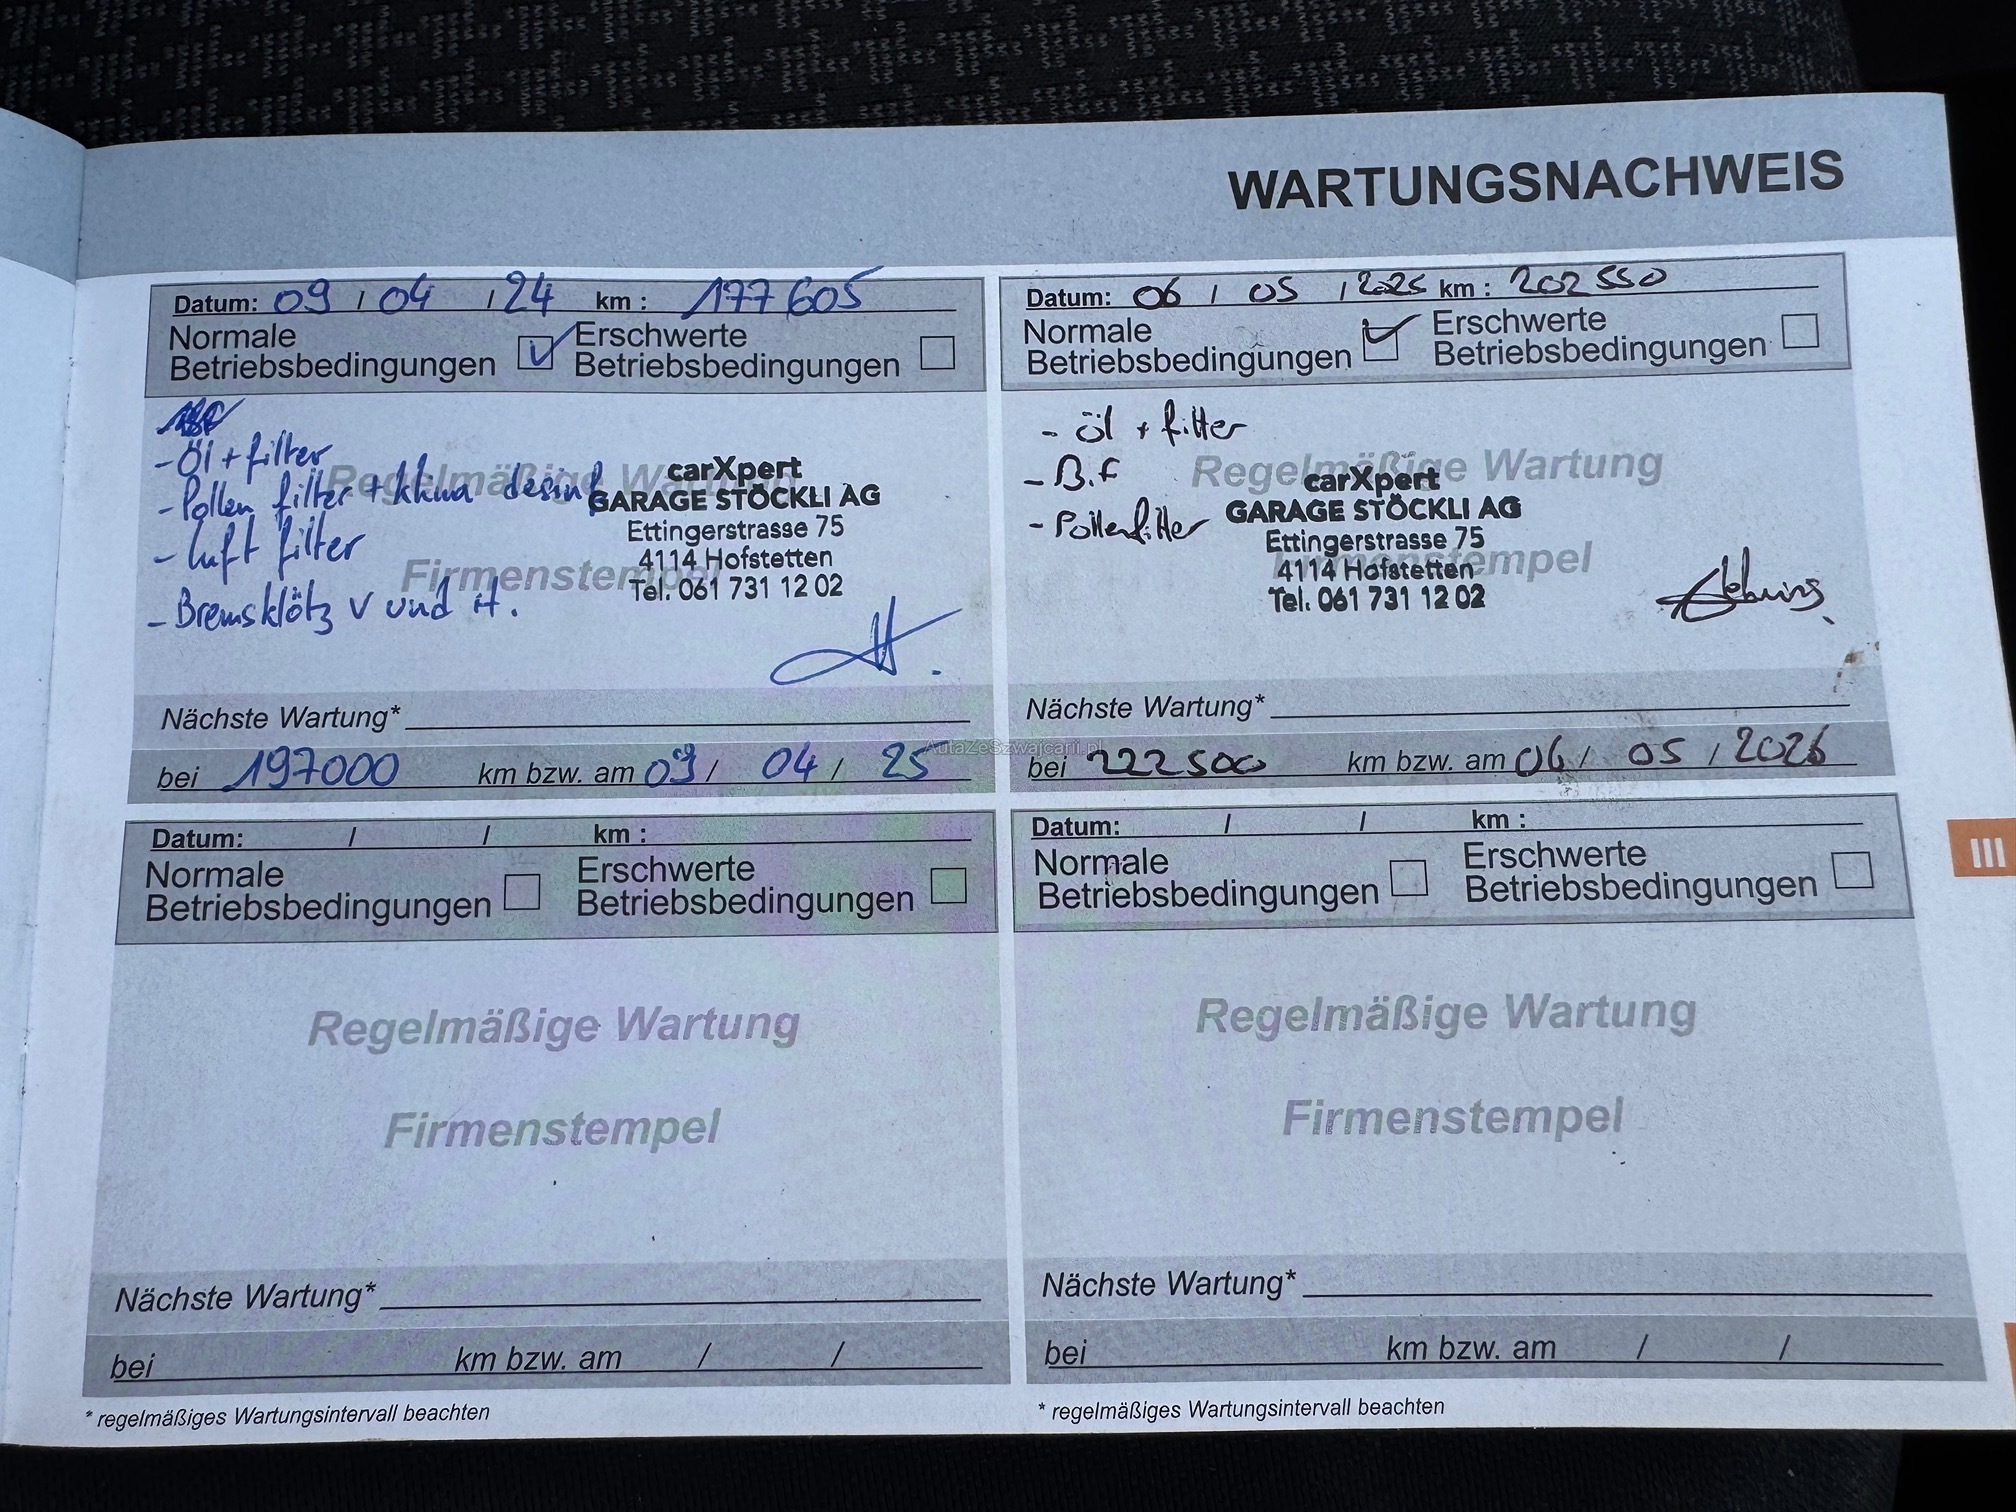 WARTUNGSNACHWEIS
Datum: 09 / 04 / 24 km : 177605
Normale Betriebsbedingungen
Erschwerte Betriebsbedingungen
- Öl + filter
- Pollen filter + klima desinf
- Luft filter
- Bremsklötz V und H.
Regelmäßige Wartung
Firmenstempel
carXpert
GARAGE STÖCKLI AG
Ettingerstrasse 75
4114 Hofstetten
Tel. 061 731 12 02
Nächste Wartung*
bei 197000 km bzw. am 09 / 04 / 25
Datum: 06 / 05 / 2025 km : 202 550
Normale Betriebsbedingungen
Erschwerte Betriebsbedingungen
- Öl + filter
- B.F
- Pollenfilter
Regelmäßige Wartung
Firmenstempel
carXpert
GARAGE STÖCKLI AG
Ettingerstrasse 75
4114 Hofstetten
Tel. 061 731 12 02
Nächste Wartung*
bei 222 500 km bzw. am 06 / 05 / 2026
AutaZeSzwajcarii.pl
Datum: / / km :
Normale Betriebsbedingungen
Erschwerte Betriebsbedingungen
Regelmäßige Wartung
Firmenstempel
Nächste Wartung*
bei km bzw. am / /
* regelmäßiges Wartungsintervall beachten
Datum: / / km :
Normale Betriebsbedingungen
Erschwerte Betriebsbedingungen
Regelmäßige Wartung
Firmenstempel
Nächste Wartung*
bei km bzw. am / /
* regelmäßiges Wartungsintervall beachten
III